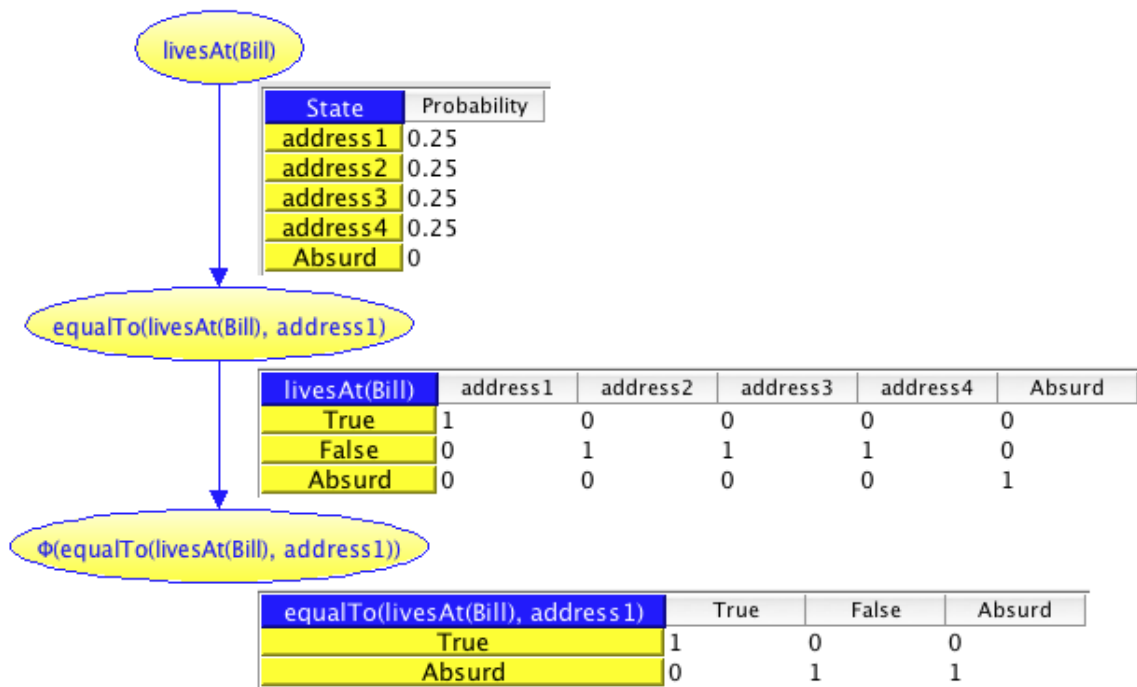 livesAt(Bill)
State Probability
address1 0.25
address2 0.25
address3 0.25
address4 0.25
Absurd 0
equalTo(livesAt(Bill), address1)
livesAt(Bill) address1 address2 address3 address4 Absurd
True 1 0 0 0 0
False 0 1 1 1 0
Absurd 0 0 0 0 1
Φ(equalTo(livesAt(Bill), address1))
equalTo(livesAt(Bill), address1) True False Absurd
True 1 0 0
Absurd 0 1 1